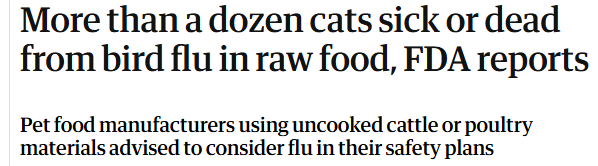 More than a dozen cats sick or dead
from bird flu in raw food, FDA reports
Pet food manufacturers using uncooked cattle or poultry
materials advised to consider flu in their safety plans